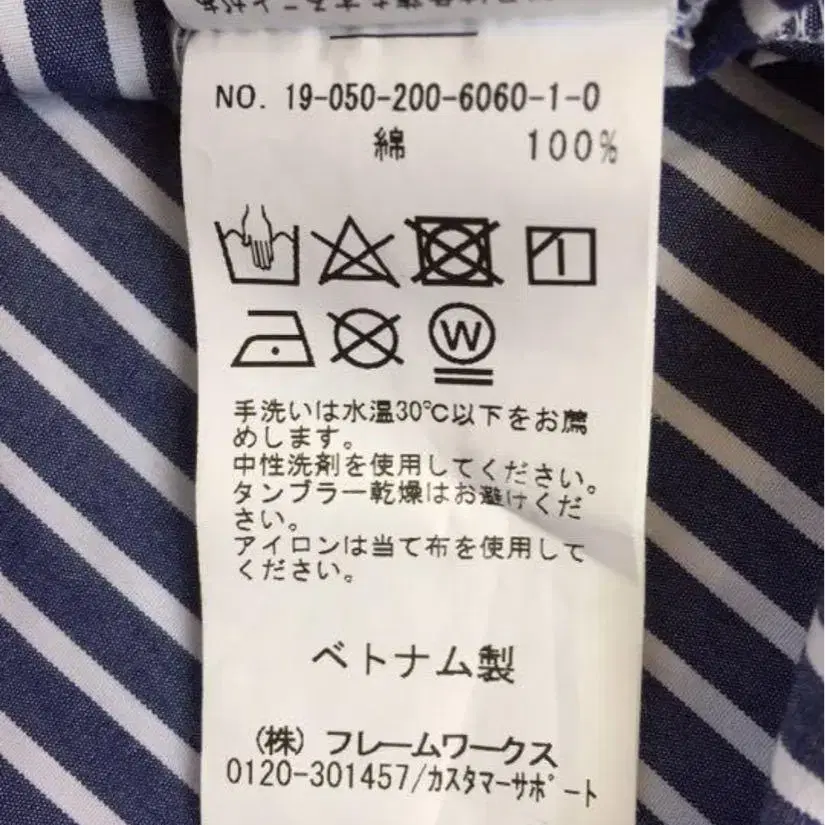 NO. 19-050-200-6060-1-0
綿 100%
W
手洗いは水温30℃以下をお薦
めします。
中性洗剤を使用してください。
タンブラー乾燥はお避けくだ
さい。
アイロンは当て布を使用して
ください。
ベトナム製
(株) フレームワークス
0120-301457/ｶｽﾀﾏｰｻﾎﾟｰﾄ